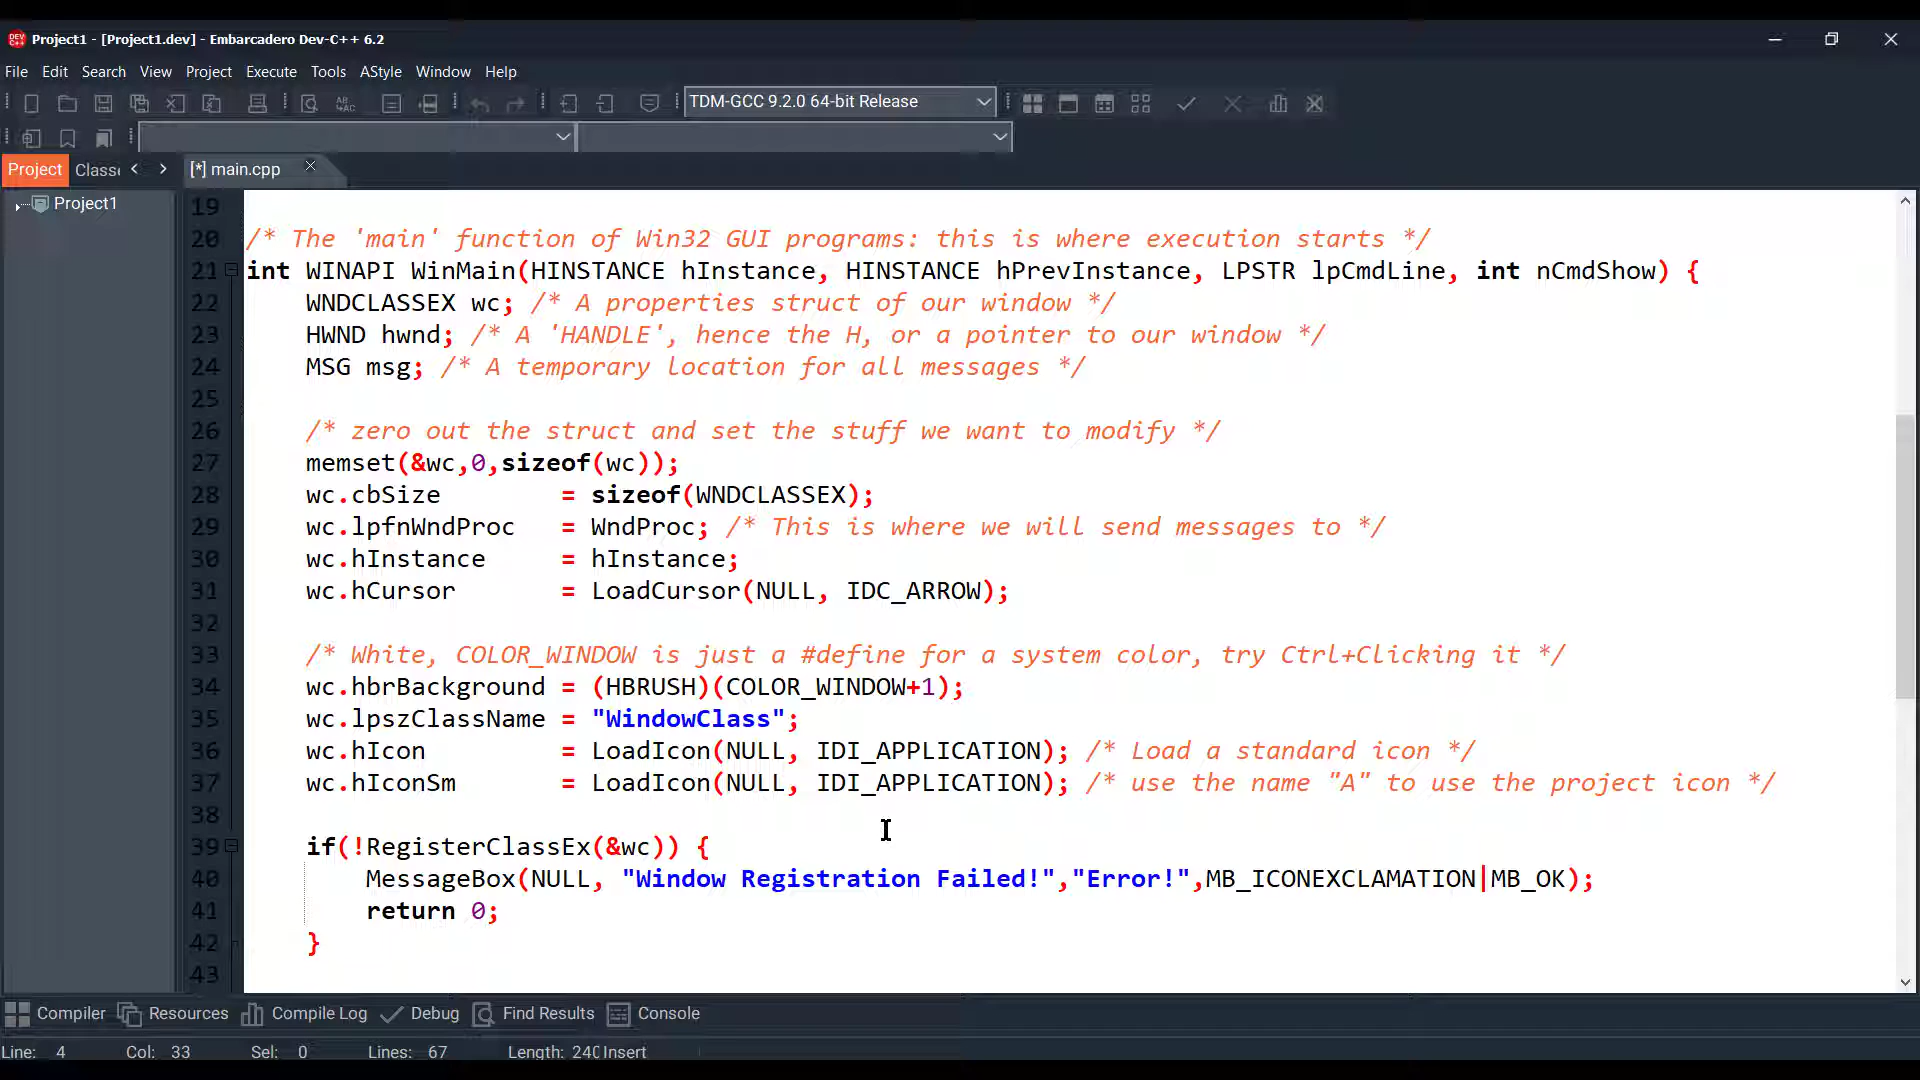 Project1 - [Project1.dev] - Embarcadero Dev-C++ 6.2
File Edit Search View Project Execute Tools AStyle Window Help
TDM-GCC 9.2.0 64-bit Release
Project Classe [*] main.cpp
Project1
19
20 /* The 'main' function of Win32 GUI programs: this is where execution starts */
21 int WINAPI WinMain(HINSTANCE hInstance, HINSTANCE hPrevInstance, LPSTR lpCmdLine, int nCmdShow) {
22 WNDCLASSEX wc; /* A properties struct of our window */
23 HWND hwnd; /* A 'HANDLE', hence the H, or a pointer to our window */
24 MSG msg; /* A temporary location for all messages */
25
26 /* zero out the struct and set the stuff we want to modify */
27 memset(&wc,0,sizeof(wc));
28 wc.cbSize = sizeof(WNDCLASSEX);
29 wc.lpfnWndProc = WndProc; /* This is where we will send messages to */
30 wc.hInstance = hInstance;
31 wc.hCursor = LoadCursor(NULL, IDC_ARROW);
32
33 /* White, COLOR_WINDOW is just a #define for a system color, try Ctrl+Clicking it */
34 wc.hbrBackground = (HBRUSH)(COLOR_WINDOW+1);
35 wc.lpszClassName = "WindowClass";
36 wc.hIcon = LoadIcon(NULL, IDI_APPLICATION); /* Load a standard icon */
37 wc.hIconSm = LoadIcon(NULL, IDI_APPLICATION); /* use the name "A" to use the project icon */
38
39 if(!RegisterClassEx(&wc)) {
40 MessageBox(NULL, "Window Registration Failed!","Error!",MB_ICONEXCLAMATION|MB_OK);
41 return 0;
42 }
43
Compiler Resources Compile Log Debug Find Results Console
Line: 4 Col: 33 Sel: 0 Lines: 67 Length: 240 Insert